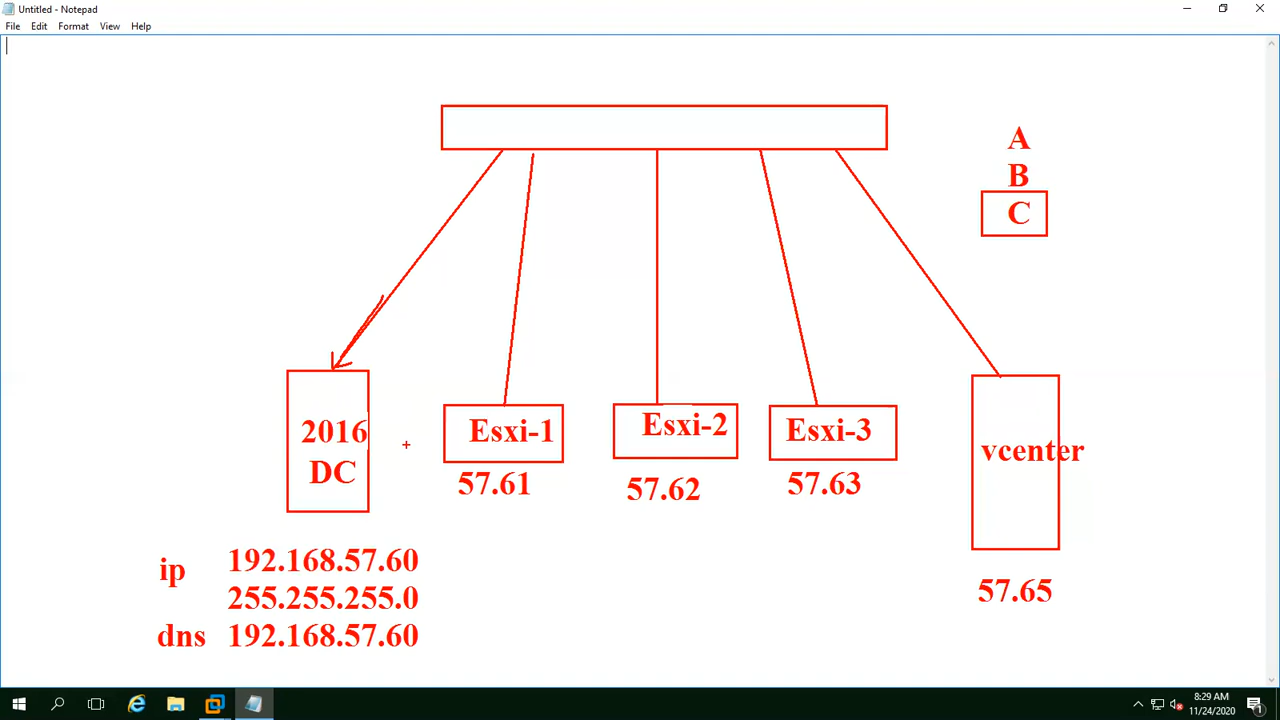 Untitled - Notepad
File Edit Format View Help
A
B
C
2016
DC
Esxi-1
Esxi-2
Esxi-3
vcenter
57.61
57.62
57.63
57.65
ip 192.168.57.60
255.255.255.0
dns 192.168.57.60
8:29 AM
11/24/2020
1